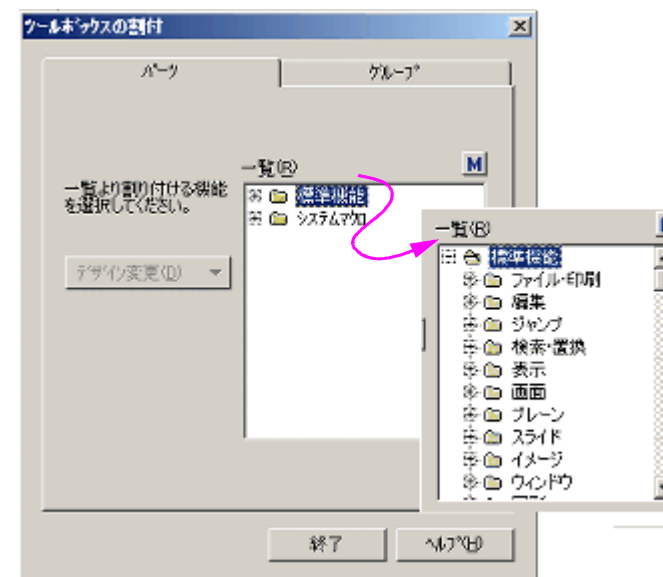 ツールボックスの割付
パーツ
グループ
一覧(R)
M
一覧より割り付ける機能
を選択してください。
標準機能
システムマクロ
デザイン変更(D)
一覧(R)
標準機能
ファイル・印刷
編集
ジャンプ
検索・置換
表示
画面
プレーン
スライド
イメージ
ウィンドウ
終了
ヘルプ(H)